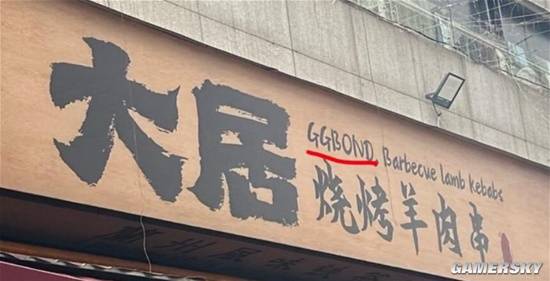 大居
GGBOND Barbecue lamb kebabs
烧烤羊肉串
GAMERSKY